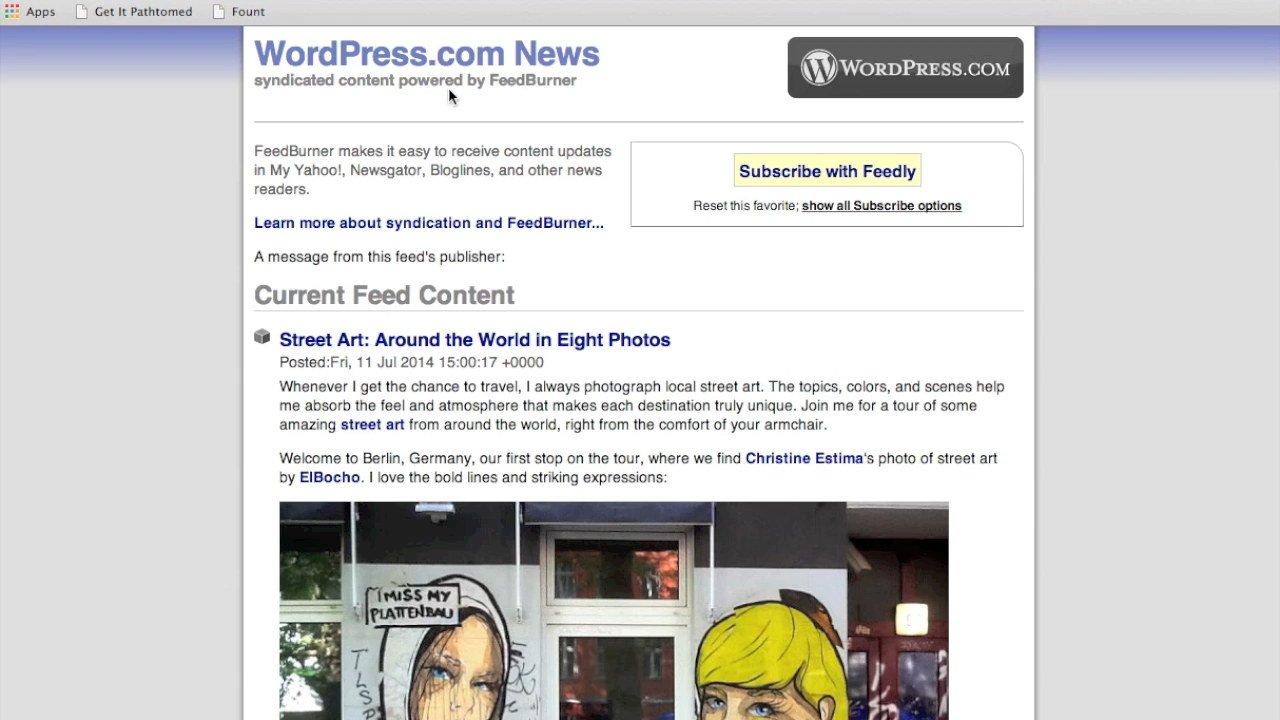 Apps Get It Pathtomed Fount
WordPress.com News
syndicated content powered by FeedBurner
WORDPRESS.COM
FeedBurner makes it easy to receive content updates
in My Yahoo!, Newsgator, Bloglines, and other news
readers.
Learn more about syndication and FeedBurner...
A message from this feed's publisher:
Subscribe with Feedly
Reset this favorite; show all Subscribe options
Current Feed Content
Street Art: Around the World in Eight Photos
Posted:Fri, 11 Jul 2014 15:00:17 +0000
Whenever I get the chance to travel, I always photograph local street art. The topics, colors, and scenes help
me absorb the feel and atmosphere that makes each destination truly unique. Join me for a tour of some
amazing street art from around the world, right from the comfort of your armchair.
Welcome to Berlin, Germany, our first stop on the tour, where we find Christine Estima's photo of street art
by ElBocho. I love the bold lines and striking expressions:
I MISS MY
PLATTENBAU